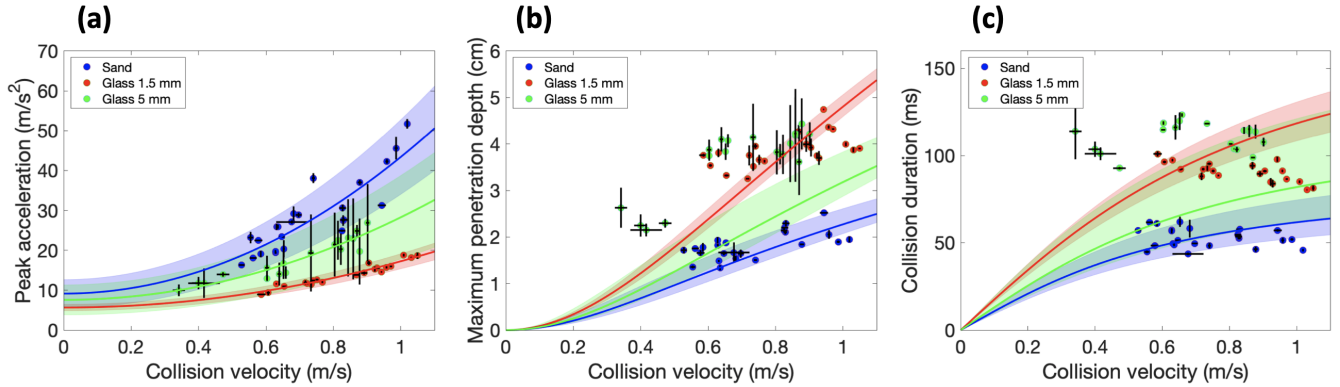 (a)
Peak acceleration (m/s²)
70
60
50
40
30
20
10
0
Sand
Glass 1.5 mm
Glass 5 mm
0
0.2
0.4
0.6
0.8
1
Collision velocity (m/s)
(b)
Maximum penetration depth (cm)
6
5
4
3
2
1
0
Sand
Glass 1.5 mm
Glass 5 mm
0
0.2
0.4
0.6
0.8
1
Collision velocity (m/s)
(c)
Collision duration (ms)
150
100
50
0
Sand
Glass 1.5 mm
Glass 5 mm
0
0.2
0.4
0.6
0.8
1
Collision velocity (m/s)